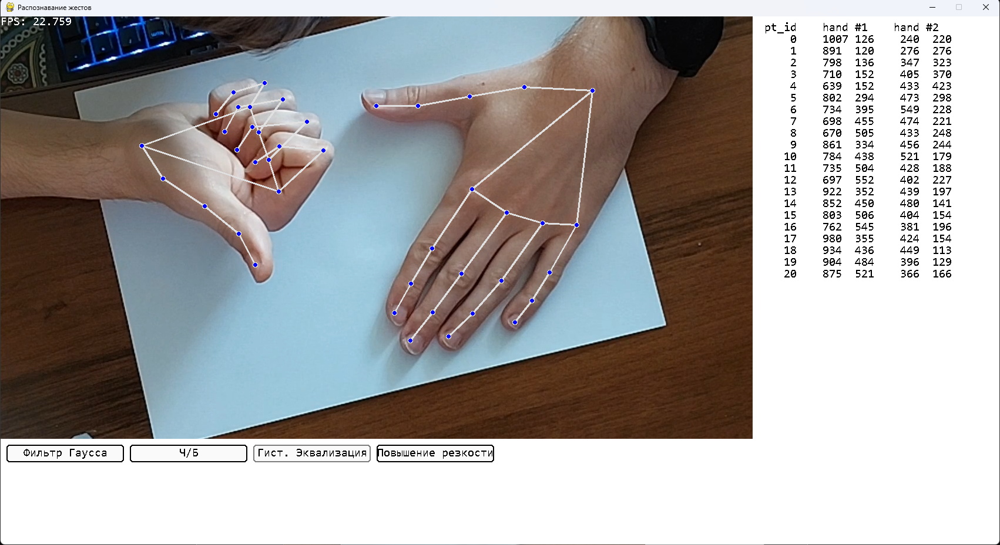 Распознавание жестов
FPS: 22.759
pt_id hand #1 hand #2
0 1007 126 240 220
1 891 120 276 276
2 798 136 347 323
3 710 152 405 370
4 639 152 433 423
5 802 294 473 298
6 734 395 549 228
7 698 455 474 221
8 670 505 433 248
9 861 334 456 244
10 784 438 521 179
11 735 504 428 188
12 697 552 402 227
13 922 352 439 197
14 852 450 480 141
15 803 506 404 154
16 762 545 381 196
17 980 355 424 154
18 934 436 449 113
19 904 484 396 129
20 875 521 366 166
Фильтр Гаусса
Ч/Б
Гист. Эквализация
Повышение резкости